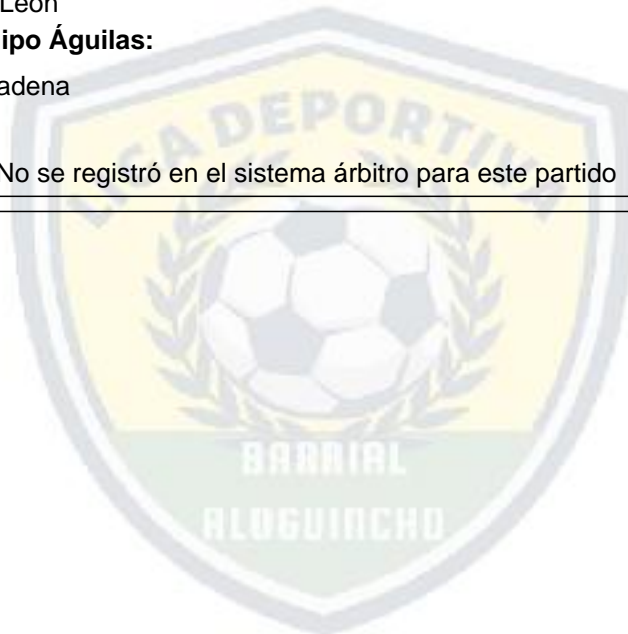 León
ipo Águilas:
adena
No se registró en el sistema árbitro para este partido
LIGA DEPORTIVA
BARRIAL
ALUGUINCHO